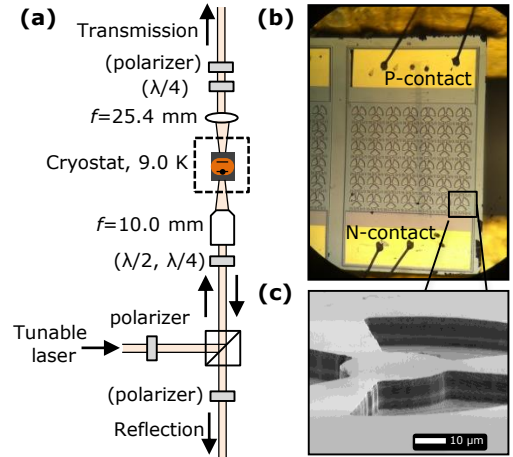 (a)
Transmission
(polarizer)
(λ/4)
f=25.4 mm
Cryostat, 9.0 K
f=10.0 mm
(λ/2, λ/4)
polarizer
Tunable
laser
(polarizer)
Reflection
(b)
P-contact
N-contact
(c)
10 μm